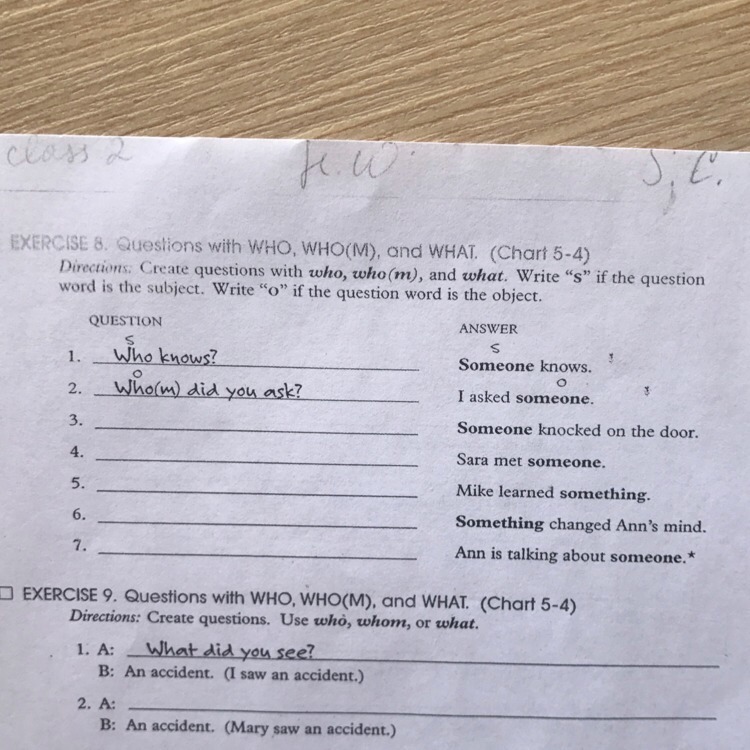 class 2 H.W. S, C.
EXERCISE 8. Questions with WHO, WHO(M), and WHAT. (Chart 5-4)
Directions: Create questions with who, who(m), and what. Write “S” if the question
word is the subject. Write “O” if the question word is the object.
QUESTION ANSWER
S S
1. Who knows? Someone knows.
O O
2. Who(m) did you ask? I asked someone.
3. Someone knocked on the door.
4. Sara met someone.
5. Mike learned something.
6. Something changed Ann’s mind.
7. Ann is talking about someone.*
EXERCISE 9. Questions with WHO, WHO(M), and WHAT. (Chart 5-4)
Directions: Create questions. Use who, whom, or what.
1. A: What did you see?
B: An accident. (I saw an accident.)
2. A:
B: An accident. (Mary saw an accident.)